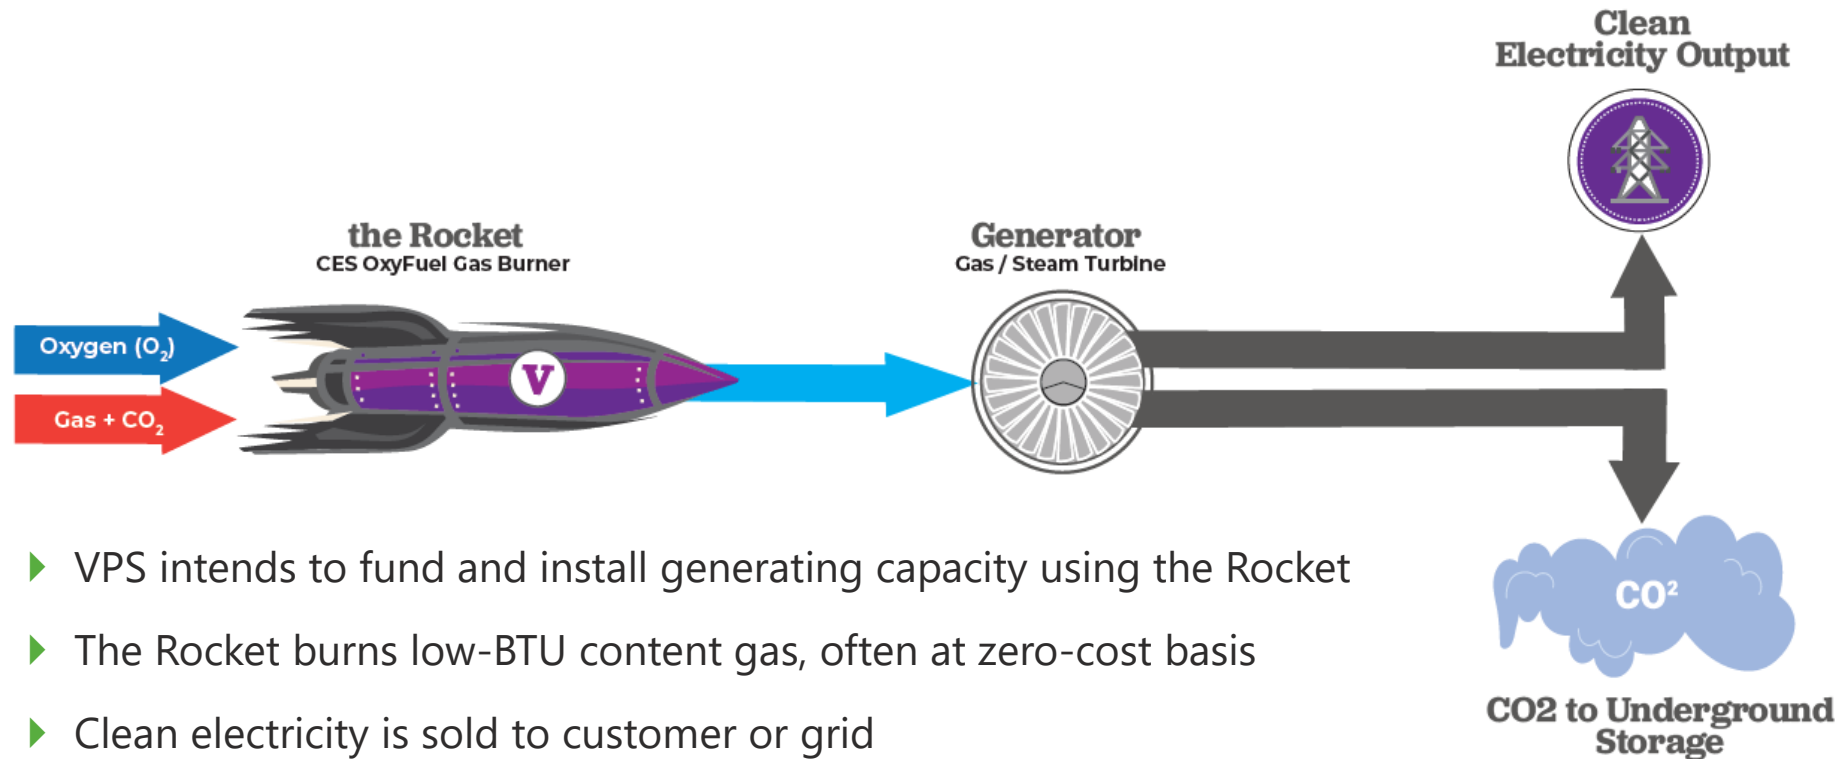 Clean
Electricity Output
the Rocket
CES OxyFuel Gas Burner
Generator
Gas / Steam Turbine
Oxygen (O₂)
V
Gas + CO₂
VPS intends to fund and install generating capacity using the Rocket
CO²
The Rocket burns low-BTU content gas, often at zero-cost basis
Clean electricity is sold to customer or grid
CO2 to Underground
Storage